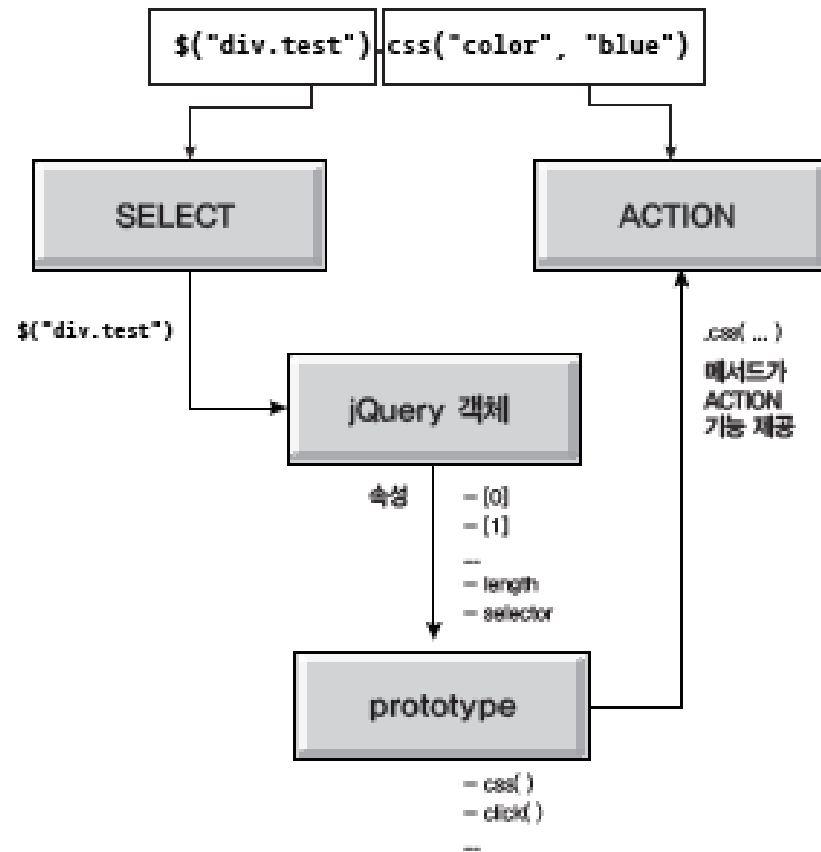 $("div.test").css("color", "blue")
SELECT
ACTION
$("div.test")
jQuery 객체
.css( ... )
메서드가
ACTION
기능 제공
속성
– [0]
– [1]
...
– length
– selector
prototype
– css( )
– click( )
...